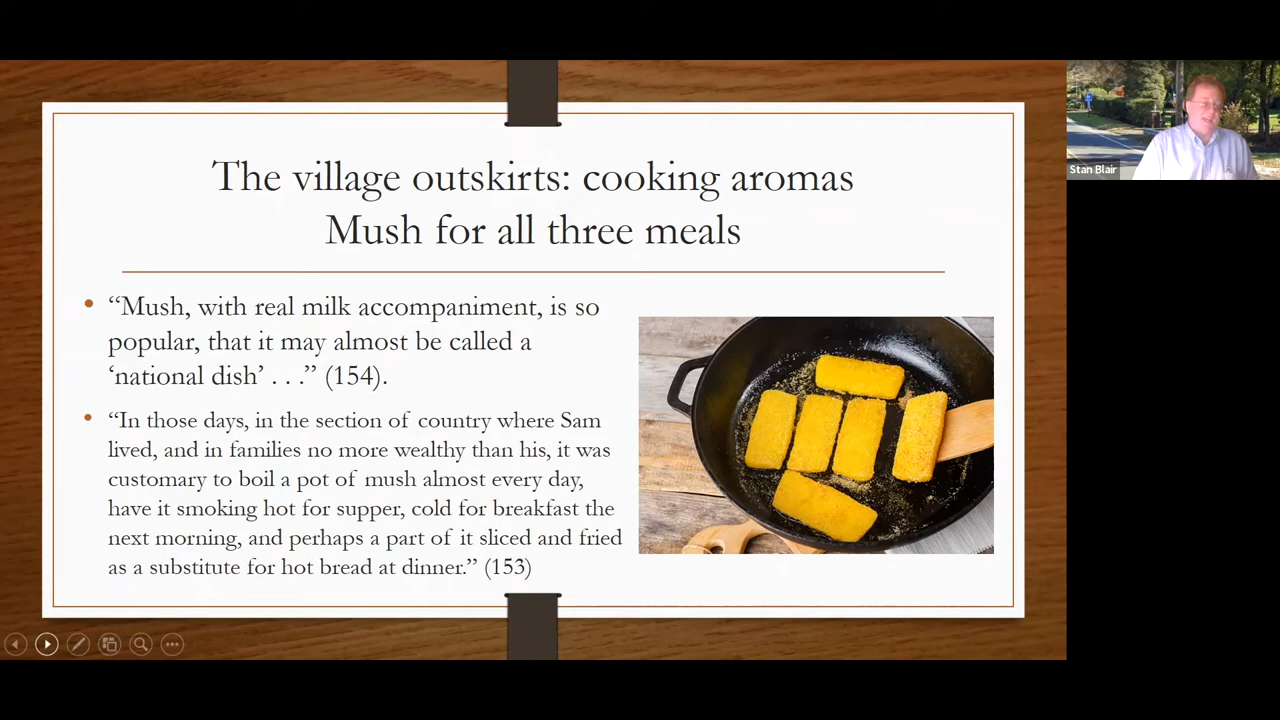 The village outskirts: cooking aromas
Mush for all three meals
• “Mush, with real milk accompaniment, is so
popular, that it may almost be called a
‘national dish’ . . .” (154).
• “In those days, in the section of country where Sam
lived, and in families no more wealthy than his, it was
customary to boil a pot of mush almost every day,
have it smoking hot for supper, cold for breakfast the
next morning, and perhaps a part of it sliced and fried
as a substitute for hot bread at dinner.” (153)
Stan Blair